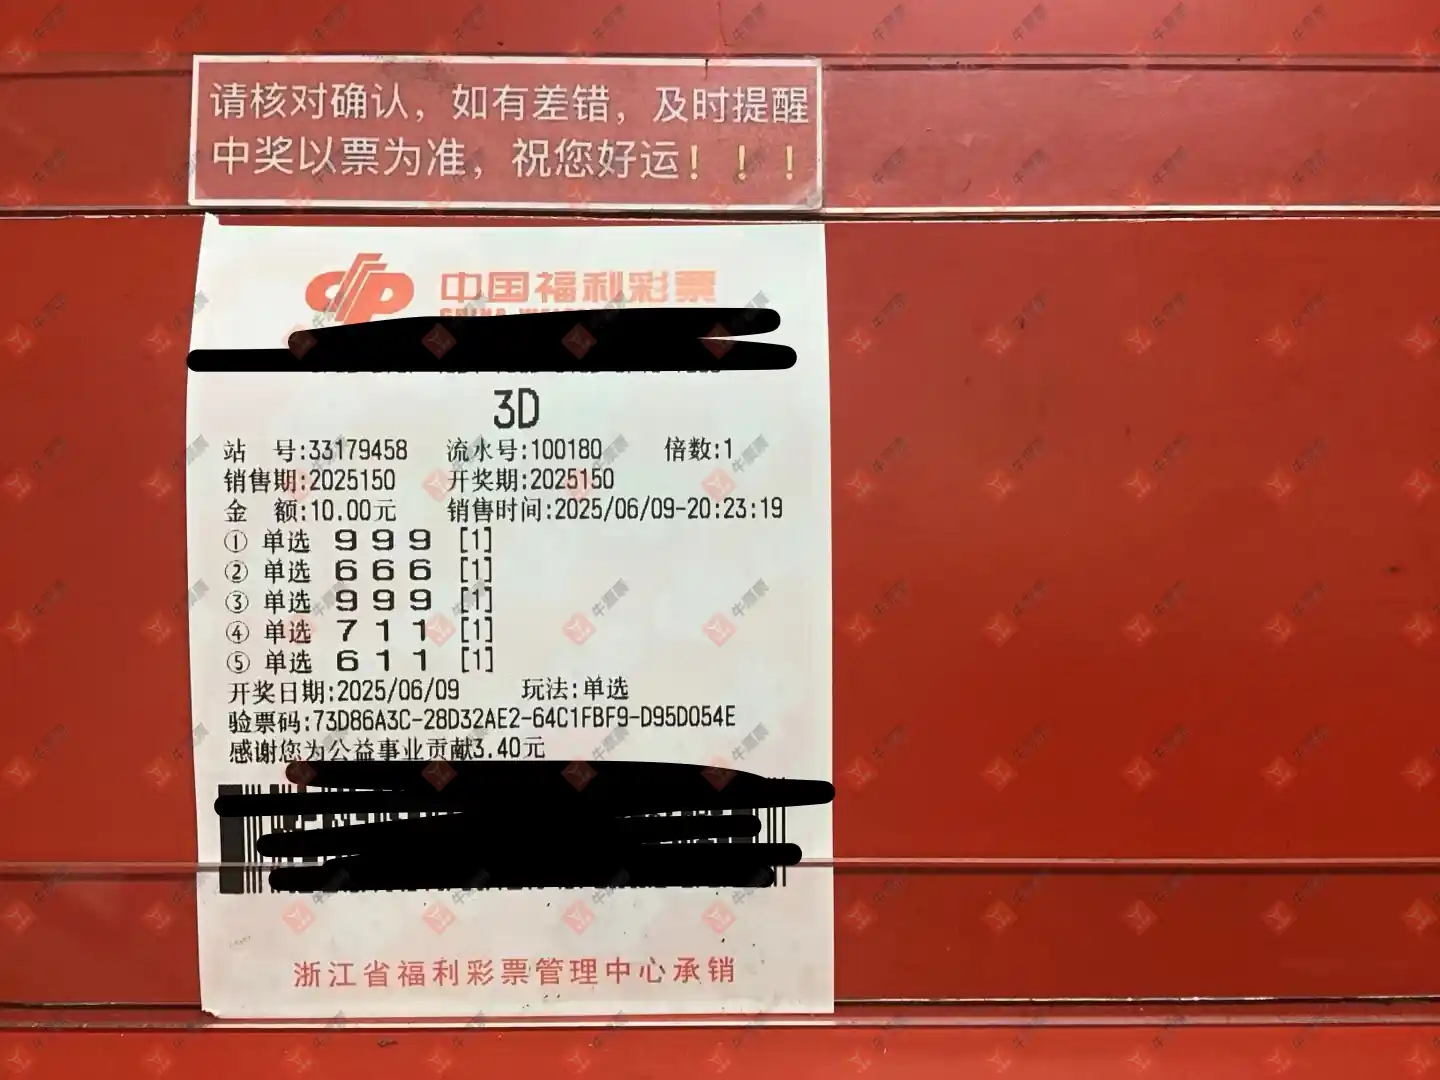 请核对确认，如有差错，及时提醒
中奖以票为准，祝您好运！！！
中国福利彩票
3D
站 号:33179458 流水号:100180 倍数:1
销售期:2025150 开奖期:2025150
金 额:10.00元 销售时间:2025/06/09-20:23:19
① 单选 9 9 9 [1]
② 单选 6 6 6 [1]
③ 单选 9 9 9 [1]
④ 单选 7 1 1 [1]
⑤ 单选 6 1 1 [1]
开奖日期:2025/06/09 玩法:单选
验票码:73D86A3C-28D32AE2-64C1FBF9-D95D054E
感谢您为公益事业贡献3.40元
浙江省福利彩票管理中心承销